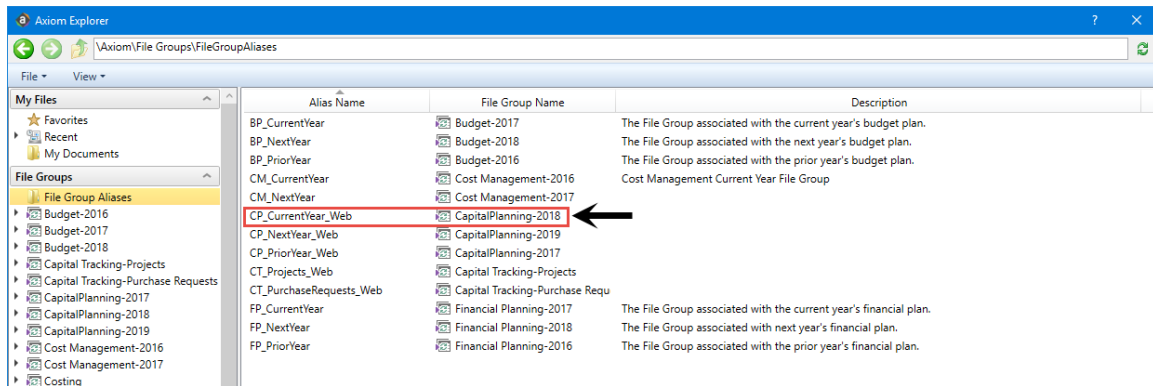 Axiom Explorer
? ×
\Axiom\File Groups\FileGroupAliases
File View
My Files
Favorites
Recent
My Documents
File Groups
File Group Aliases
Budget-2016
Budget-2017
Budget-2018
Capital Tracking-Projects
Capital Tracking-Purchase Requests
CapitalPlanning-2017
CapitalPlanning-2018
CapitalPlanning-2019
Cost Management-2016
Cost Management-2017
Costing
Alias Name File Group Name Description
BP_CurrentYear Budget-2017 The File Group associated with the current year's budget plan.
BP_NextYear Budget-2018 The File Group associated with the next year's budget plan.
BP_PriorYear Budget-2016 The File Group associated with the prior year's budget plan.
CM_CurrentYear Cost Management-2016 Cost Management Current Year File Group
CM_NextYear Cost Management-2017
CP_CurrentYear_Web CapitalPlanning-2018
CP_NextYear_Web CapitalPlanning-2019
CP_PriorYear_Web CapitalPlanning-2017
CT_Projects_Web Capital Tracking-Projects
CT_PurchaseRequests_Web Capital Tracking-Purchase Requ
FP_CurrentYear Financial Planning-2017 The File Group associated with the current year's financial plan.
FP_NextYear Financial Planning-2018 The File Group associated with next year's financial plan.
FP_PriorYear Financial Planning-2016 The File Group associated with the prior year's financial plan.